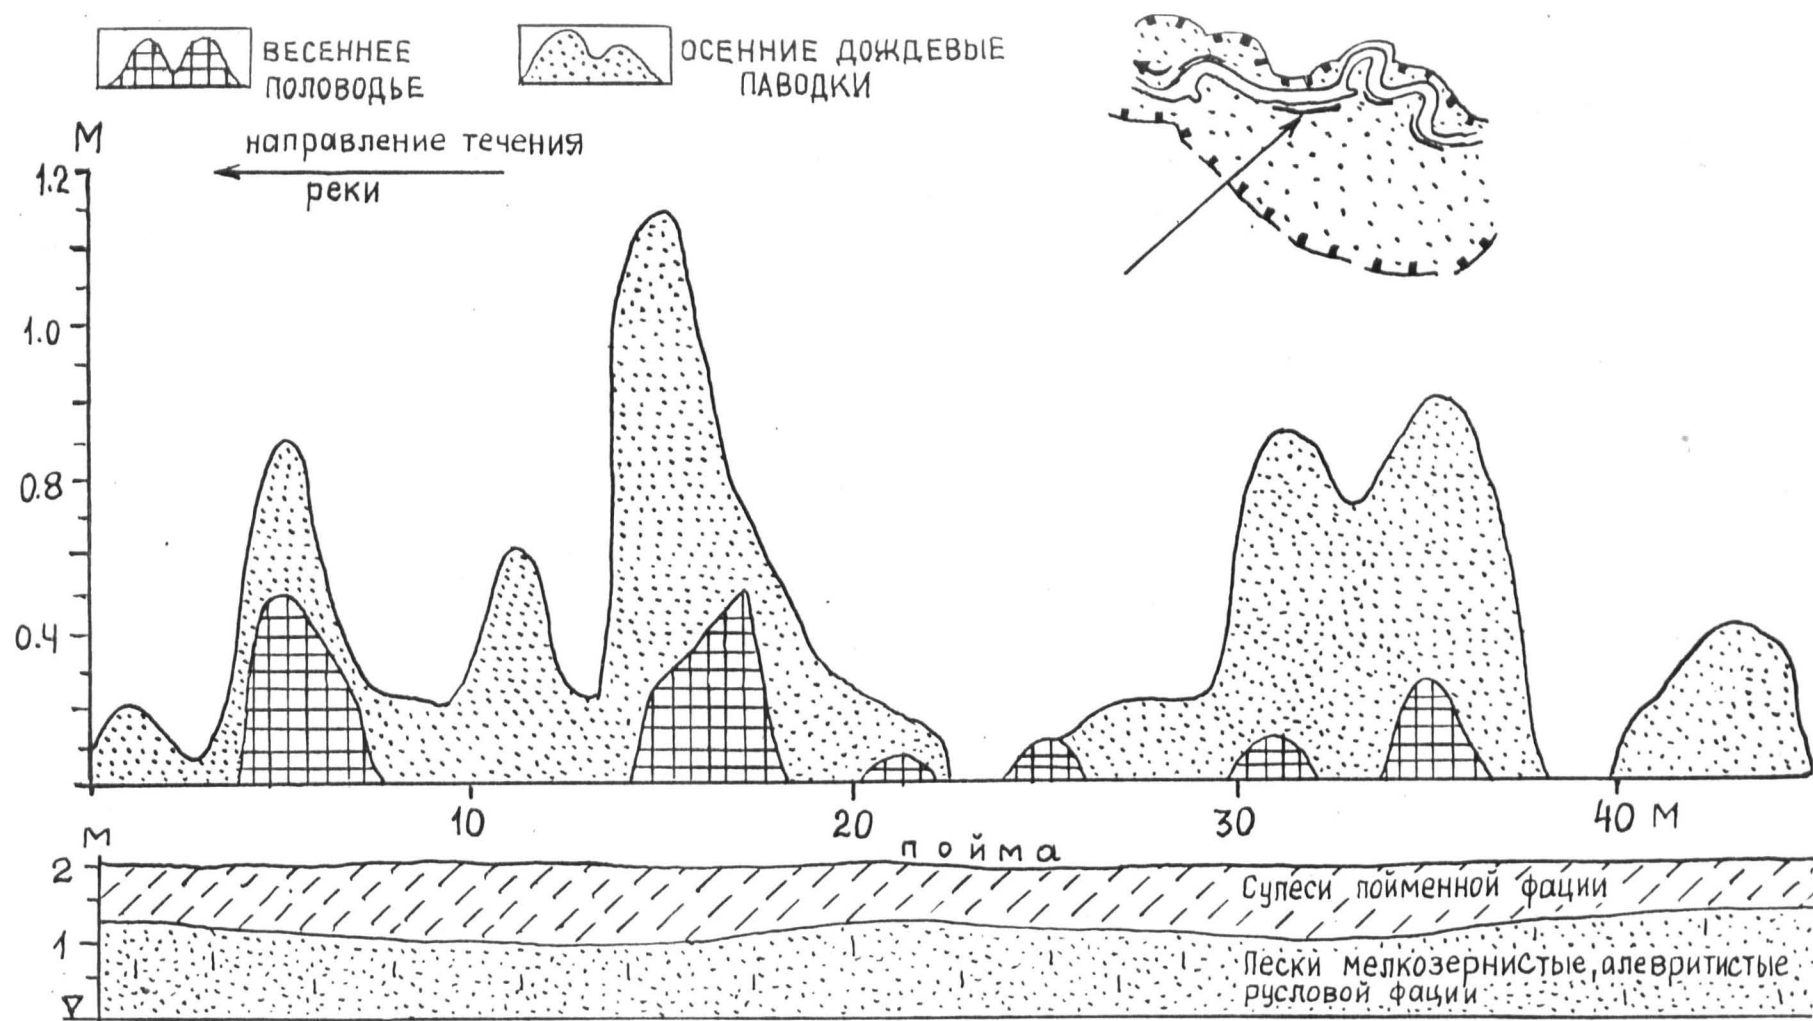 ВЕСЕННЕЕ
ПОЛОВОДЬЕ
ОСЕННИЕ ДОЖДЕВЫЕ
ПАВОДКИ
М
направление течения
реки
1.2
1.0
0.8
0.4
10
20
30
40 М
М
пойма
2
Супеси пойменной фации
1
Пески мелкозернистые, алевритистые
русловой фации